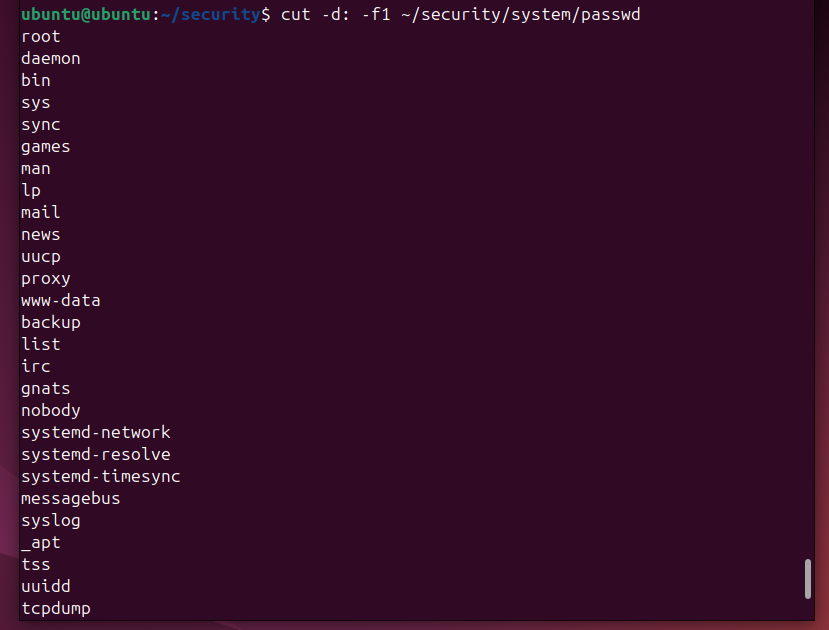 ubuntu@ubuntu:~/security$ cut -d: -f1 ~/security/system/passwd
root
daemon
bin
sys
sync
games
man
lp
mail
news
uucp
proxy
www-data
backup
list
irc
gnats
nobody
systemd-network
systemd-resolve
systemd-timesync
messagebus
syslog
_apt
tss
uuidd
tcpdump